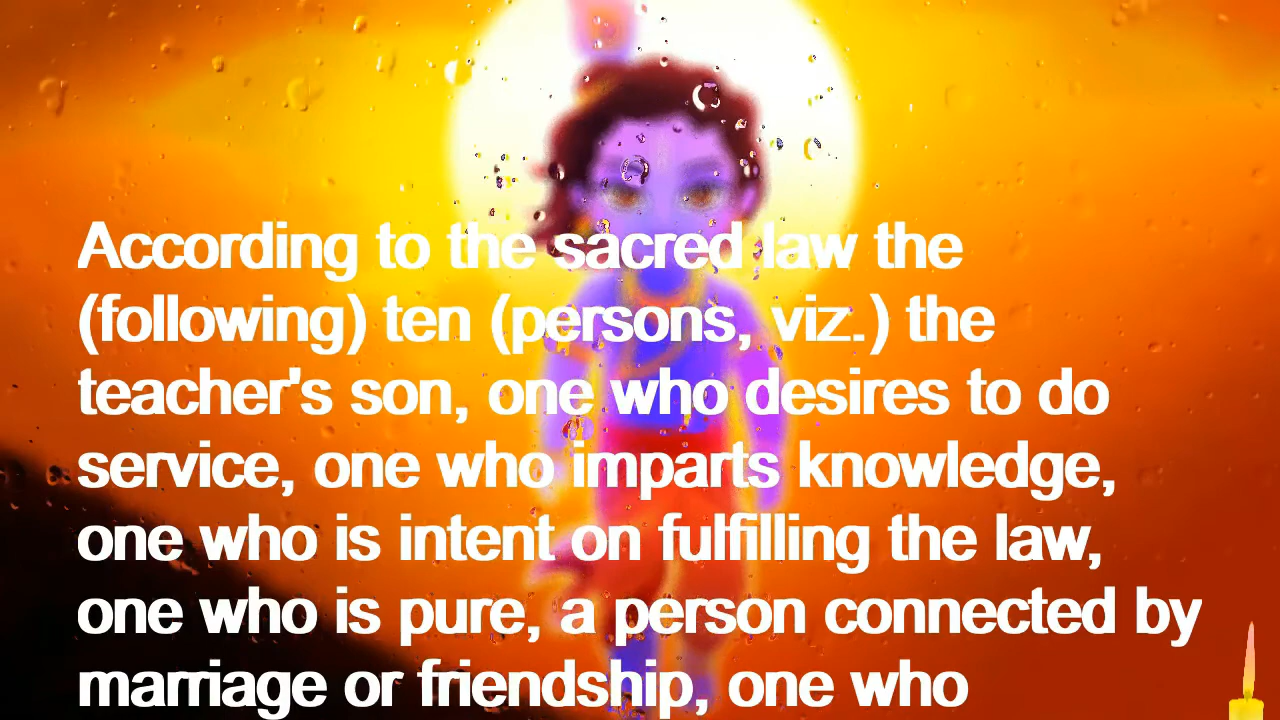 According to the sacred law the
(following) ten (persons, viz.) the
teacher's son, one who desires to do
service, one who imparts knowledge,
one who is intent on fulfilling the law,
one who is pure, a person connected by
marriage or friendship, one who